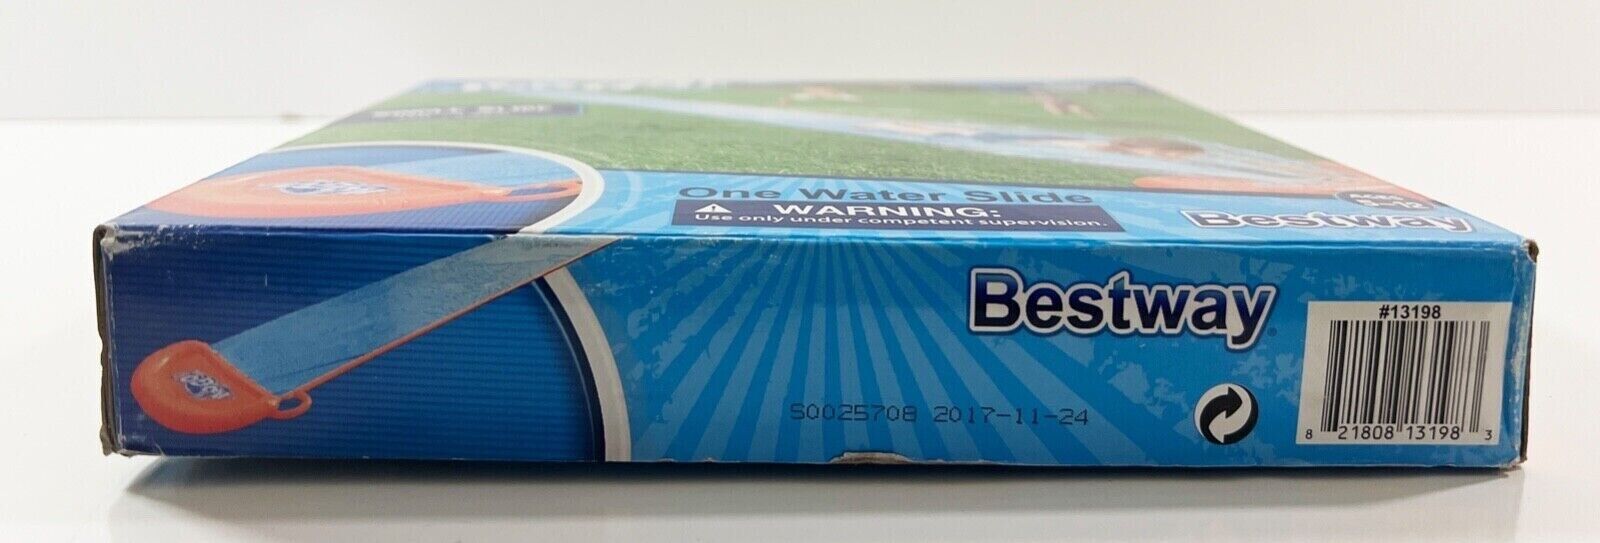 One Water Slide
WARNING:
Use only under competent supervision.
Bestway
Bestway
#13198
S0025708 2017-11-24
8 21808 13198 3